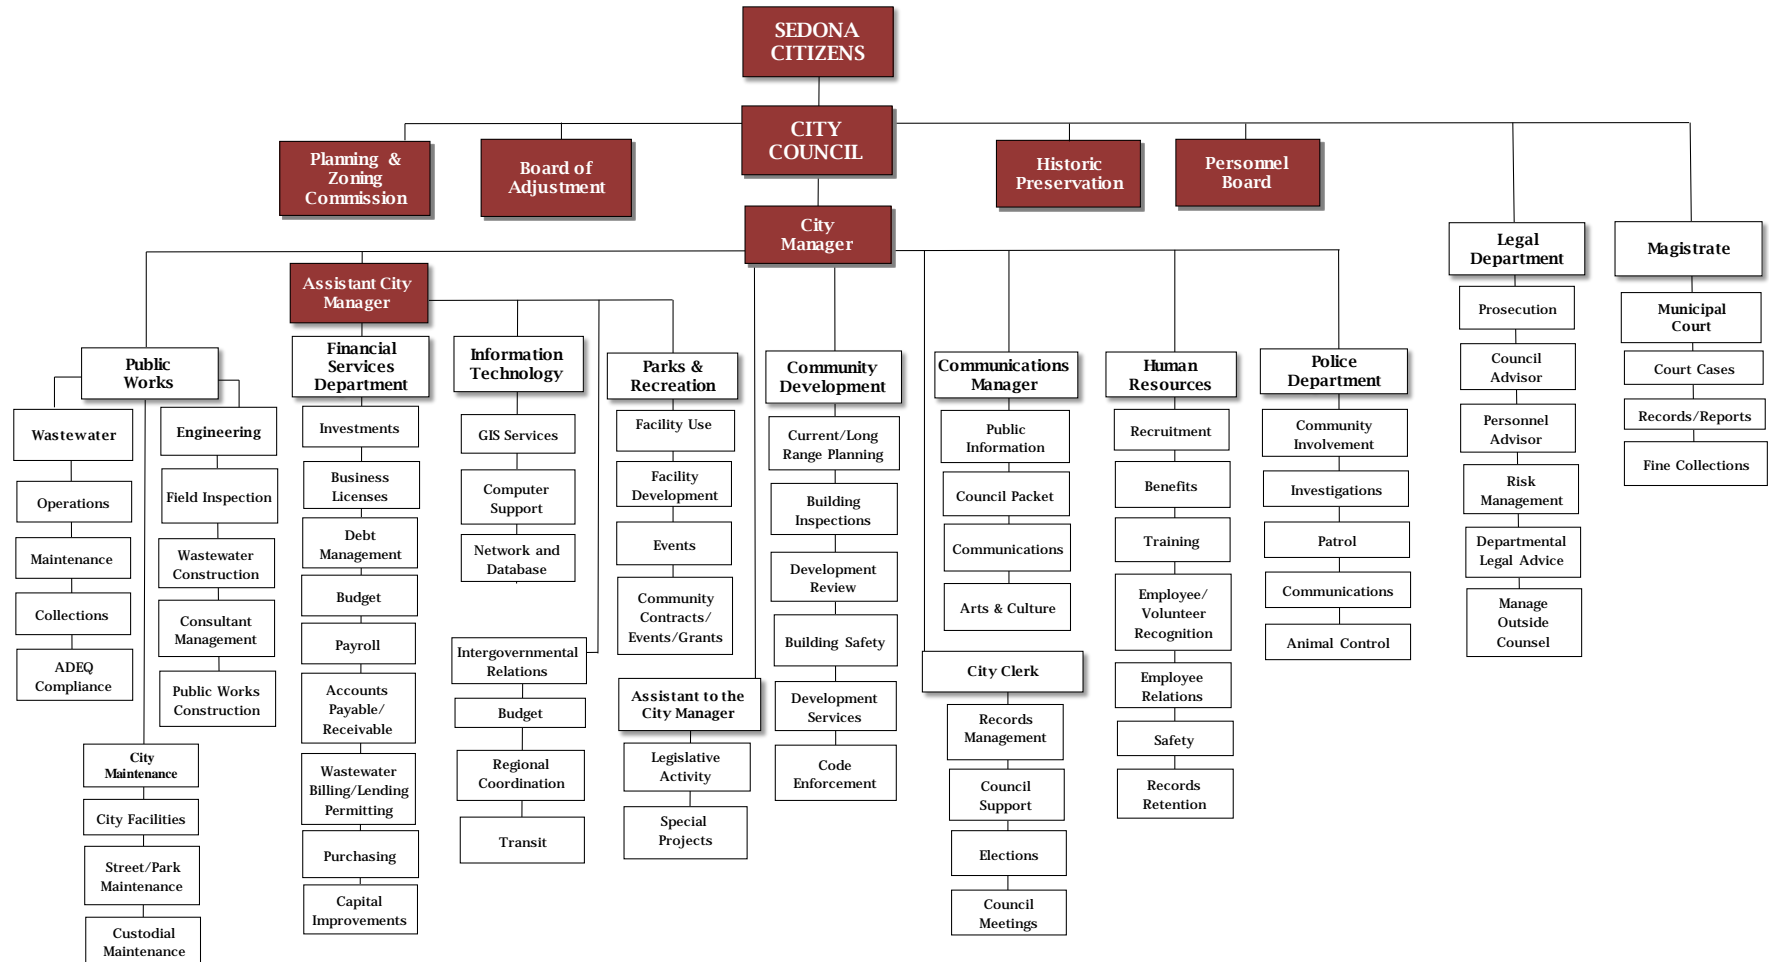 SEDONA
CITIZENS
CITY
COUNCIL
Planning &
Zoning
Commission
Board of
Adjustment
Historic
Preservation
Personnel
Board
City
Manager
Legal
Department
Prosecution
Council
Advisor
Personnel
Advisor
Risk
Management
Departmental
Legal Advice
Manage
Outside
Counsel
Magistrate
Municipal
Court
Court Cases
Records/Reports
Fine Collections
Assistant City
Manager
Public
Works
Wastewater
Operations
Maintenance
Collections
ADEQ
Compliance
Engineering
Field Inspection
Wastewater
Construction
Consultant
Management
Public Works
Construction
City
Maintenance
City Facilities
Street/Park
Maintenance
Custodial
Maintenance
Financial
Services
Department
Investments
Business
Licenses
Debt
Management
Budget
Payroll
Accounts
Payable/
Receivable
Wastewater
Billing/Lending
Permitting
Purchasing
Capital
Improvements
Information
Technology
GIS Services
Computer
Support
Network and
Database
Intergovernmental
Relations
Budget
Regional
Coordination
Transit
Parks &
Recreation
Facility Use
Facility
Development
Events
Community
Contracts/
Events/Grants
Assistant to the
City Manager
Legislative
Activity
Special
Projects
Community
Development
Current/Long
Range Planning
Building
Inspections
Development
Review
Building Safety
Development
Services
Code
Enforcement
Communications
Manager
Public
Information
Council Packet
Communications
Arts & Culture
City Clerk
Records
Management
Council
Support
Elections
Council
Meetings
Human
Resources
Recruitment
Benefits
Training
Employee/
Volunteer
Recognition
Employee
Relations
Safety
Records
Retention
Police
Department
Community
Involvement
Investigations
Patrol
Communications
Animal Control